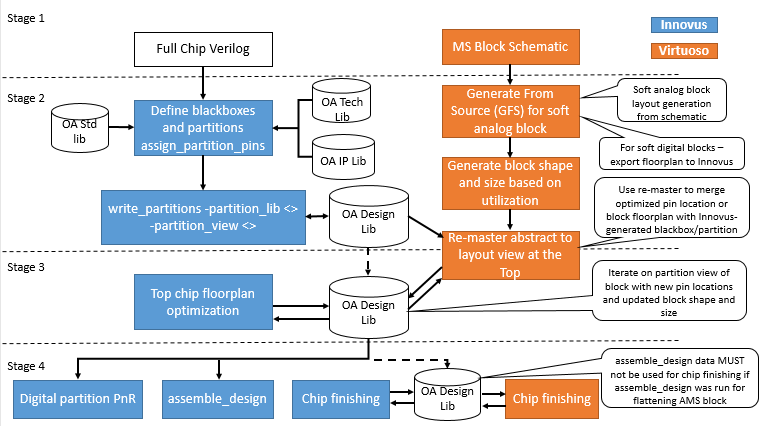 Stage 1
Innovus
Virtuoso
Full Chip Verilog
MS Block Schematic
Stage 2
OA Std
lib
Define blackboxes
and partitions
assign_partition_pins
OA Tech
Lib
OA IP Lib
Generate From
Source (GFS) for soft
analog block
Soft analog block
layout generation
from schematic
For soft digital blocks –
export floorplan to Innovus
Generate block shape
and size based on
utilization
write_partitions -partition_lib <>
-partition_view <>
OA Design
Lib
Re-master abstract to
layout view at the
Top
Use re-master to merge
optimized pin location or
block floorplan with Innovus-
generated blackbox/partition
Stage 3
Top chip floorplan
optimization
OA Design
Lib
Iterate on partition view of
block with new pin locations
and updated block shape and
size
Stage 4
Digital partition PnR
assemble_design
Chip finishing
OA Design
Lib
Chip finishing
assemble_design data MUST
not be used for chip finishing if
assemble_design was run for
flattening AMS block